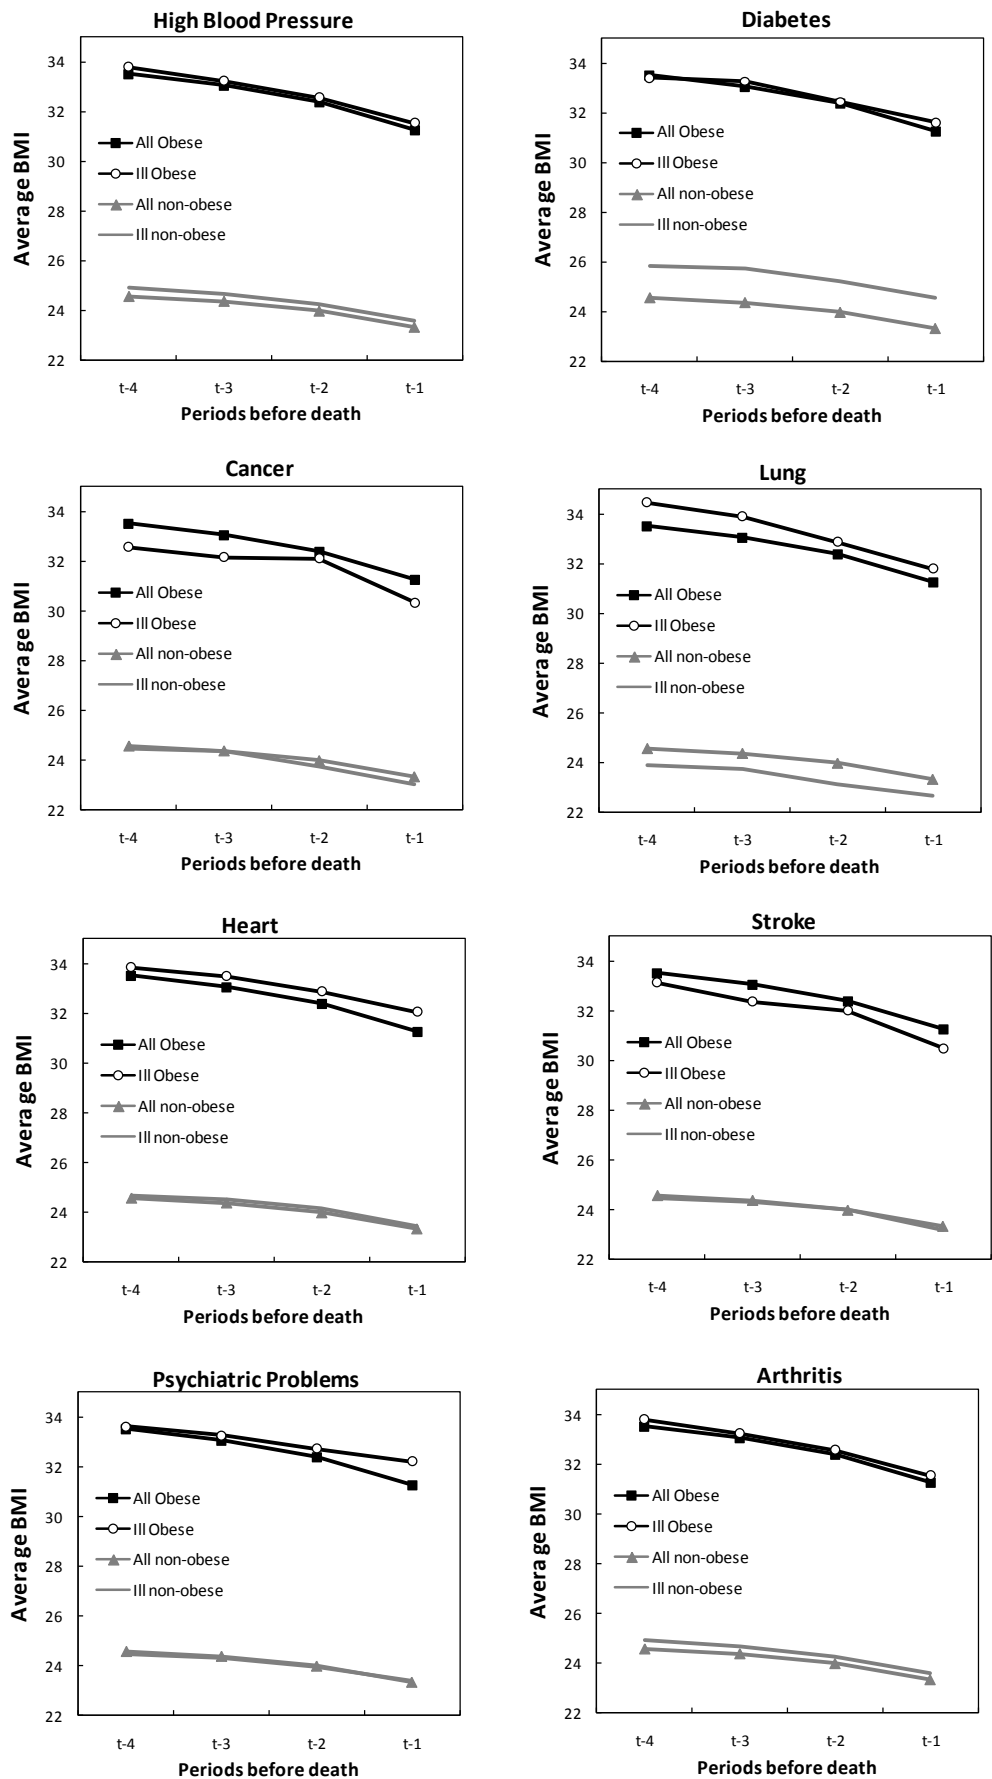 High Blood Pressure
34
32
30
28
26
24
22
Average BMI
All Obese
Ill Obese
All non-obese
Ill non-obese
t-4 t-3 t-2 t-1
Periods before death
Diabetes
34
32
30
28
26
24
22
Average BMI
All Obese
Ill Obese
All non-obese
Ill non-obese
t-4 t-3 t-2 t-1
Periods before death
Cancer
34
32
30
28
26
24
22
Average BMI
All Obese
Ill Obese
All non-obese
Ill non-obese
t-4 t-3 t-2 t-1
Periods before death
Lung
34
32
30
28
26
24
22
Average BMI
All Obese
Ill Obese
All non-obese
Ill non-obese
t-4 t-3 t-2 t-1
Periods before death
Heart
34
32
30
28
26
24
22
Average BMI
All Obese
Ill Obese
All non-obese
Ill non-obese
t-4 t-3 t-2 t-1
Periods before death
Stroke
34
32
30
28
26
24
22
Average BMI
All Obese
Ill Obese
All non-obese
Ill non-obese
t-4 t-3 t-2 t-1
Periods before death
Psychiatric Problems
34
32
30
28
26
24
22
Average BMI
All Obese
Ill Obese
All non-obese
Ill non-obese
t-4 t-3 t-2 t-1
Periods before death
Arthritis
34
32
30
28
26
24
22
Average BMI
All Obese
Ill Obese
All non-obese
Ill non-obese
t-4 t-3 t-2 t-1
Periods before death